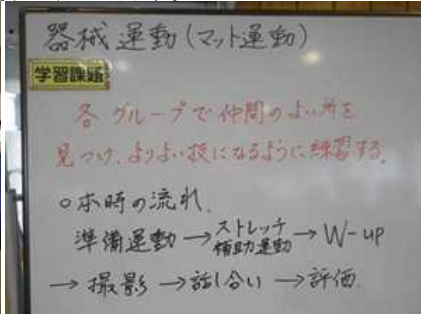 器械運動(マット運動)
学習課題
各グループで仲間のよい所を
見つけ、よりよい技になるように練習する。
○本時の流れ.
準備運動→ストレッチ補助運動→W-up
→撮影→話し合い→評価.